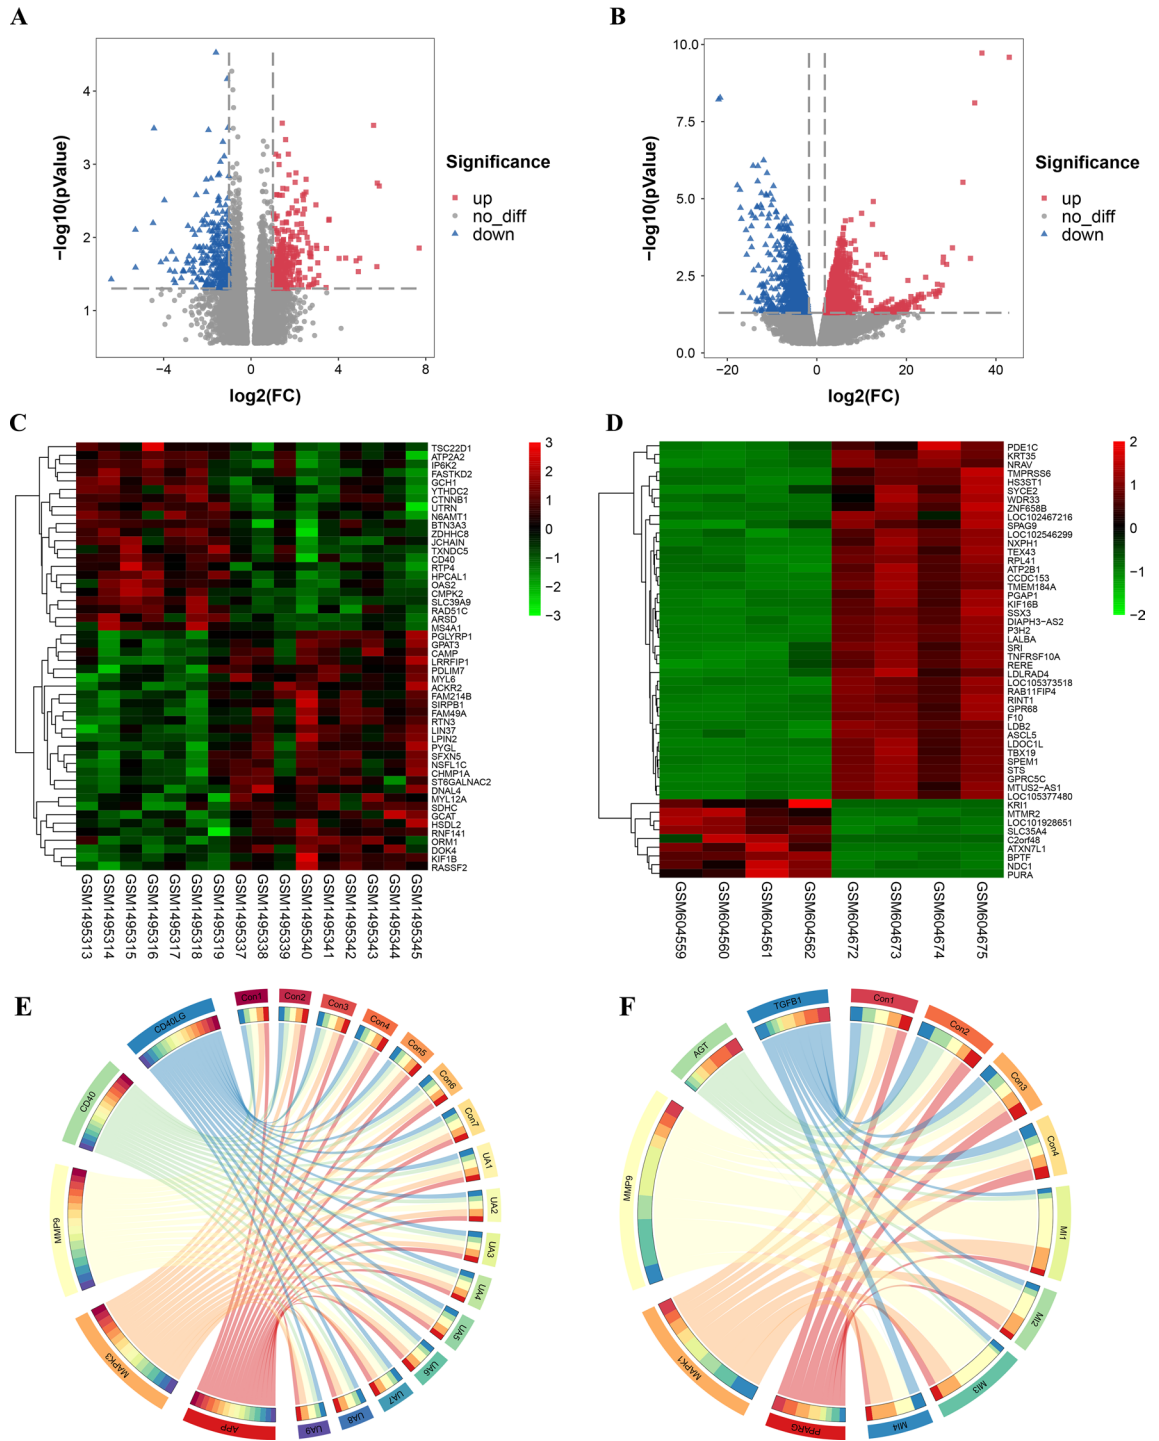 A
B
4
3
2
1
−4
0
4
8
−log10(pValue)
log2(FC)
Significance
up
no_diff
down
10.0
7.5
5.0
2.5
0.0
−20
0
20
40
−log10(pValue)
log2(FC)
Significance
up
no_diff
down
C
TSC22D1
ATP2A2
IP6K2
FASTKD2
GCH1
YTHDC2
CTNNB1
UTRN
N6AMT1
BTN3A3
ZDHHC8
JCHAIN
TXNDC5
CD40
RTP4
HPCAL1
OAS2
CMPK2
SLC39A9
RAD51C
ARSD
MS4A1
PGLYRP1
GPAT3
CAMP
LRRFIP1
PDLIM7
MYL6
ACKR2
FAM214B
SIRPB1
FAM49A
RTN3
LIN37
LPIN2
PYGL
SFXN5
NSFL1C
CHMP1A
ST6GALNAC2
DNAL4
MYL12A
SDHC
GCAT
HSDL2
RNF141
ORM1
DOK4
KIF1B
RASSF2
3
2
1
0
−1
−2
−3
GSM1495313
GSM1495314
GSM1495315
GSM1495316
GSM1495317
GSM1495318
GSM1495319
GSM1495337
GSM1495338
GSM1495339
GSM1495340
GSM1495341
GSM1495342
GSM1495343
GSM1495344
GSM1495345
D
PDE1C
KRT35
NRAV
TMPRSS6
HS3ST1
SYCE2
WDR33
ZNF658B
LOC102467216
SPAG9
LOC102546299
NXPH1
TEX43
RPL41
ATP2B1
CCDC153
TMEM184A
PGAP1
KIF16B
SSX3
DIAPH3−AS2
P3H2
LALBA
SRI
TNFRSF10A
RERE
LDLRAD4
LOC105373518
RAB11FIP4
RINT1
GPR68
F10
LDB2
ASCL5
LDOC1L
TBX19
SPEM1
STS
GPRC5C
MTUS2−AS1
LOC105377480
KRI1
MTMR2
LOC101928651
SLC35A4
C2orf48
ATXN7L1
BPTF
NDC1
PURA
2
1
0
−1
−2
GSM604559
GSM604560
GSM604561
GSM604562
GSM604672
GSM604673
GSM604674
GSM604675
E
Con1
Con2
Con3
Con4
Con5
Con6
Con7
UA1
UA2
UA3
UA4
UA5
UA6
UA7
UA8
UA9
APP
MAPK3
MMP9
CD40
CD40LG
F
Con1
Con2
Con3
Con4
MI1
MI2
MI3
MI4
PPARG
MAPK1
MMP9
AGT
TGFB1